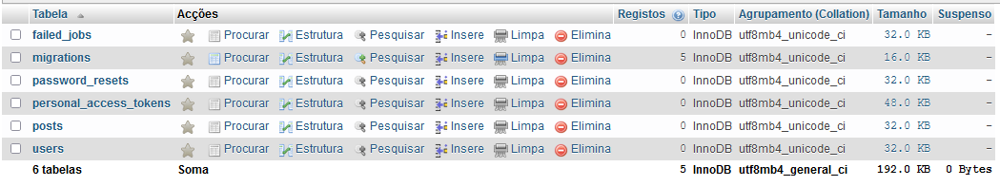 Tabela Acções Registos Tipo Agrupamento (Collation) Tamanho Suspenso
failed_jobs Procurar Estrutura Pesquisar Insere Limpa Elimina 0 InnoDB utf8mb4_unicode_ci 32.0 KB -
migrations Procurar Estrutura Pesquisar Insere Limpa Elimina 5 InnoDB utf8mb4_unicode_ci 16.0 KB -
password_resets Procurar Estrutura Pesquisar Insere Limpa Elimina 0 InnoDB utf8mb4_unicode_ci 32.0 KB -
personal_access_tokens Procurar Estrutura Pesquisar Insere Limpa Elimina 0 InnoDB utf8mb4_unicode_ci 48.0 KB -
posts Procurar Estrutura Pesquisar Insere Limpa Elimina 0 InnoDB utf8mb4_unicode_ci 32.0 KB -
users Procurar Estrutura Pesquisar Insere Limpa Elimina 0 InnoDB utf8mb4_unicode_ci 32.0 KB -
6 tabelas Soma 5 InnoDB utf8mb4_general_ci 192.0 KB 0 Bytes